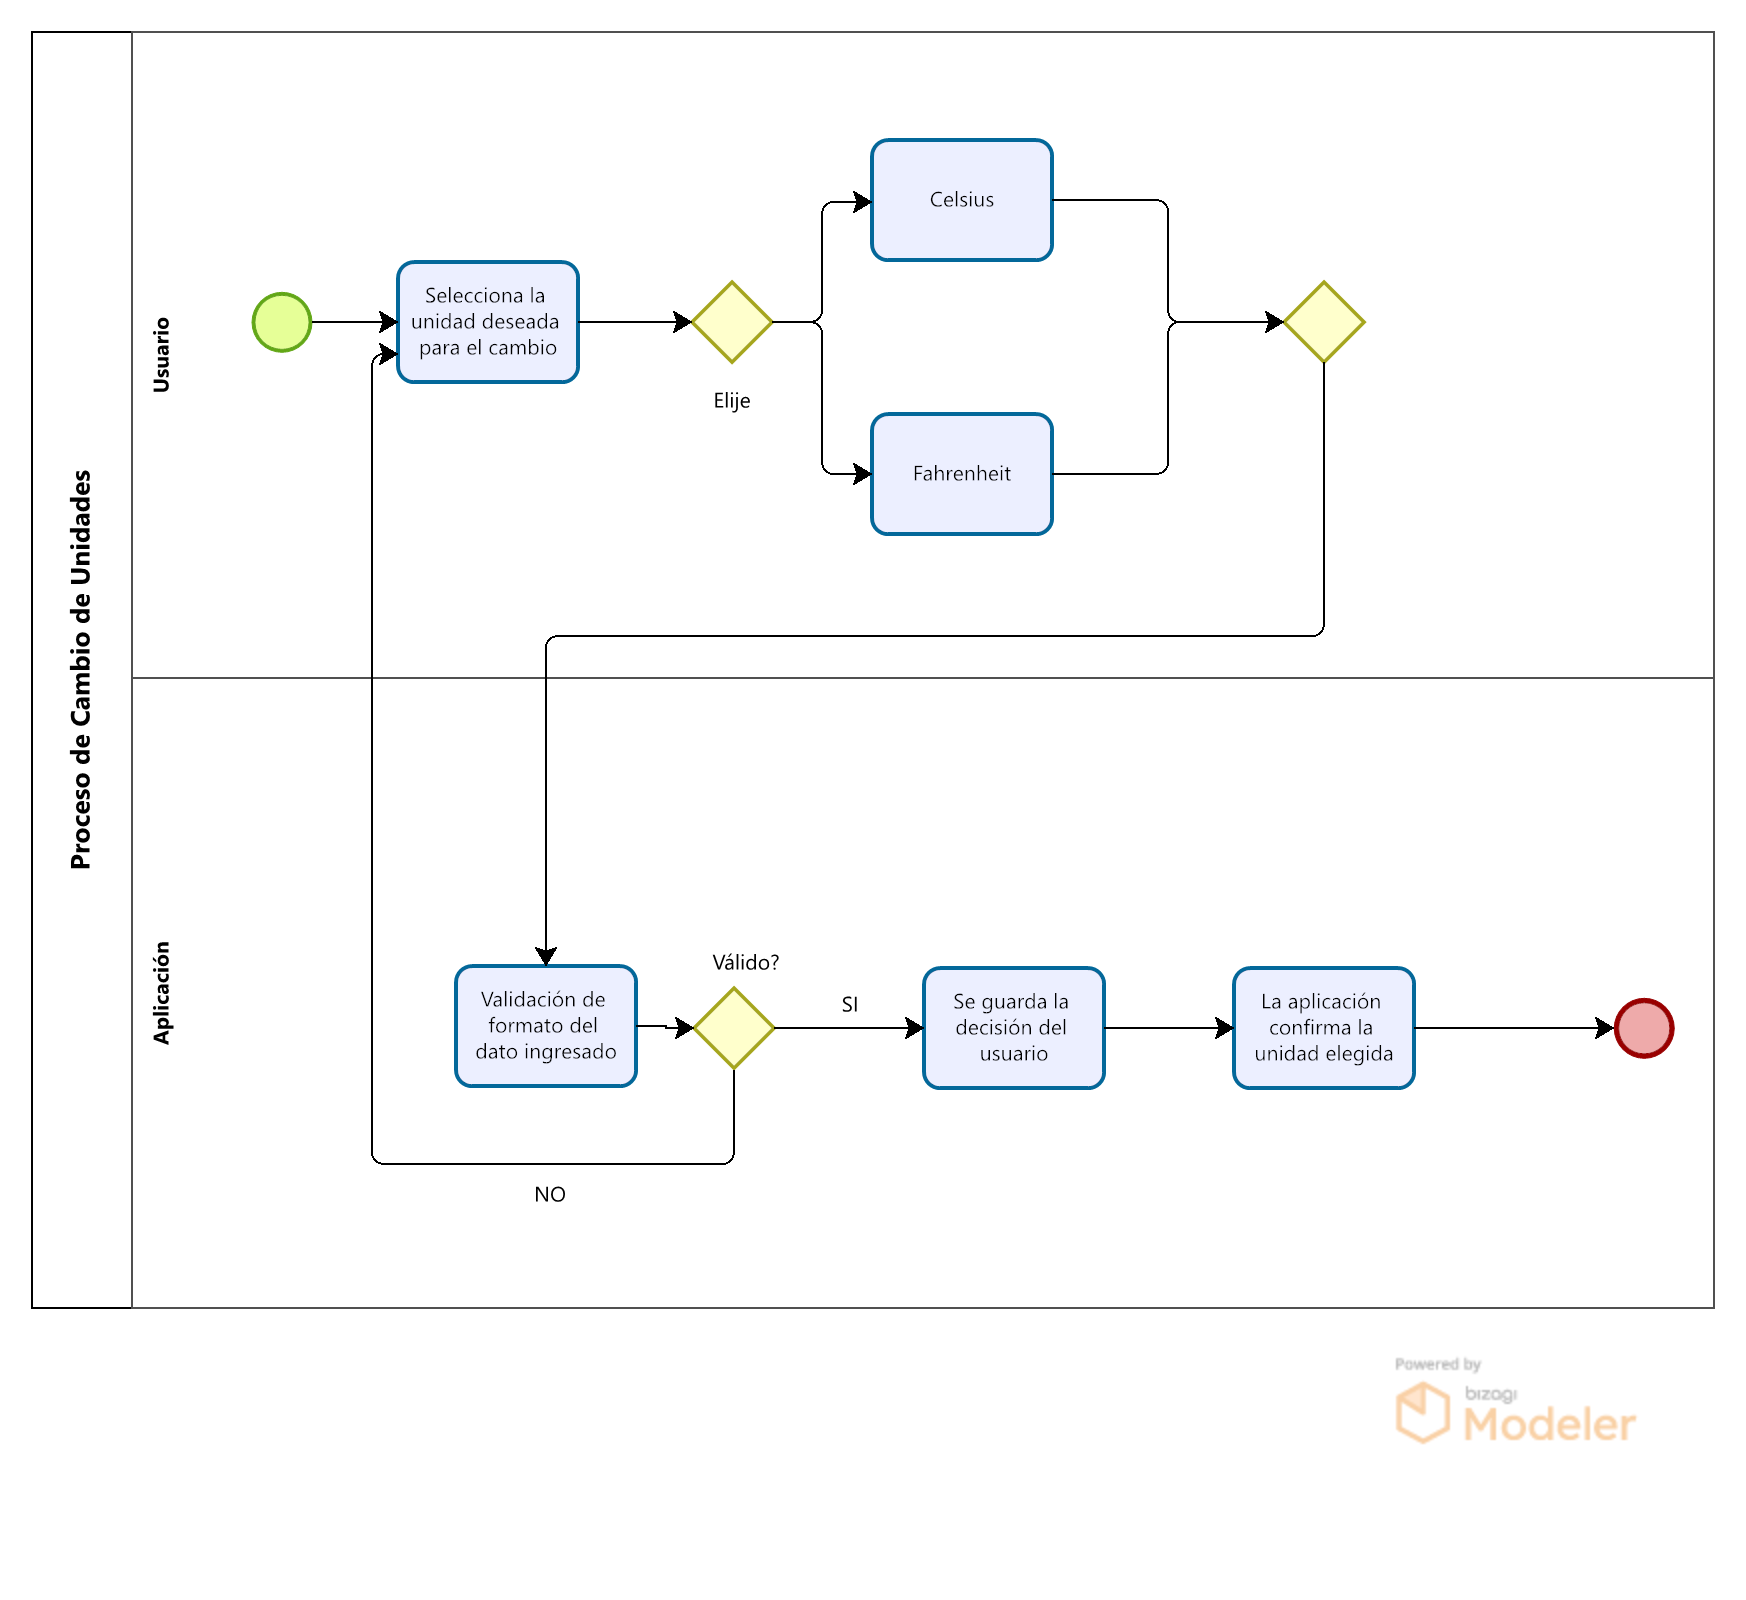 Proceso de Cambio de Unidades
Usuario
Selecciona la
unidad deseada
para el cambio
Elije
Celsius
Fahrenheit
Aplicación
Validación de
formato del
dato ingresado
Válido?
SI
NO
Se guarda la
decisión del
usuario
La aplicación
confirma la
unidad elegida
Powered by
bizagi
Modeler